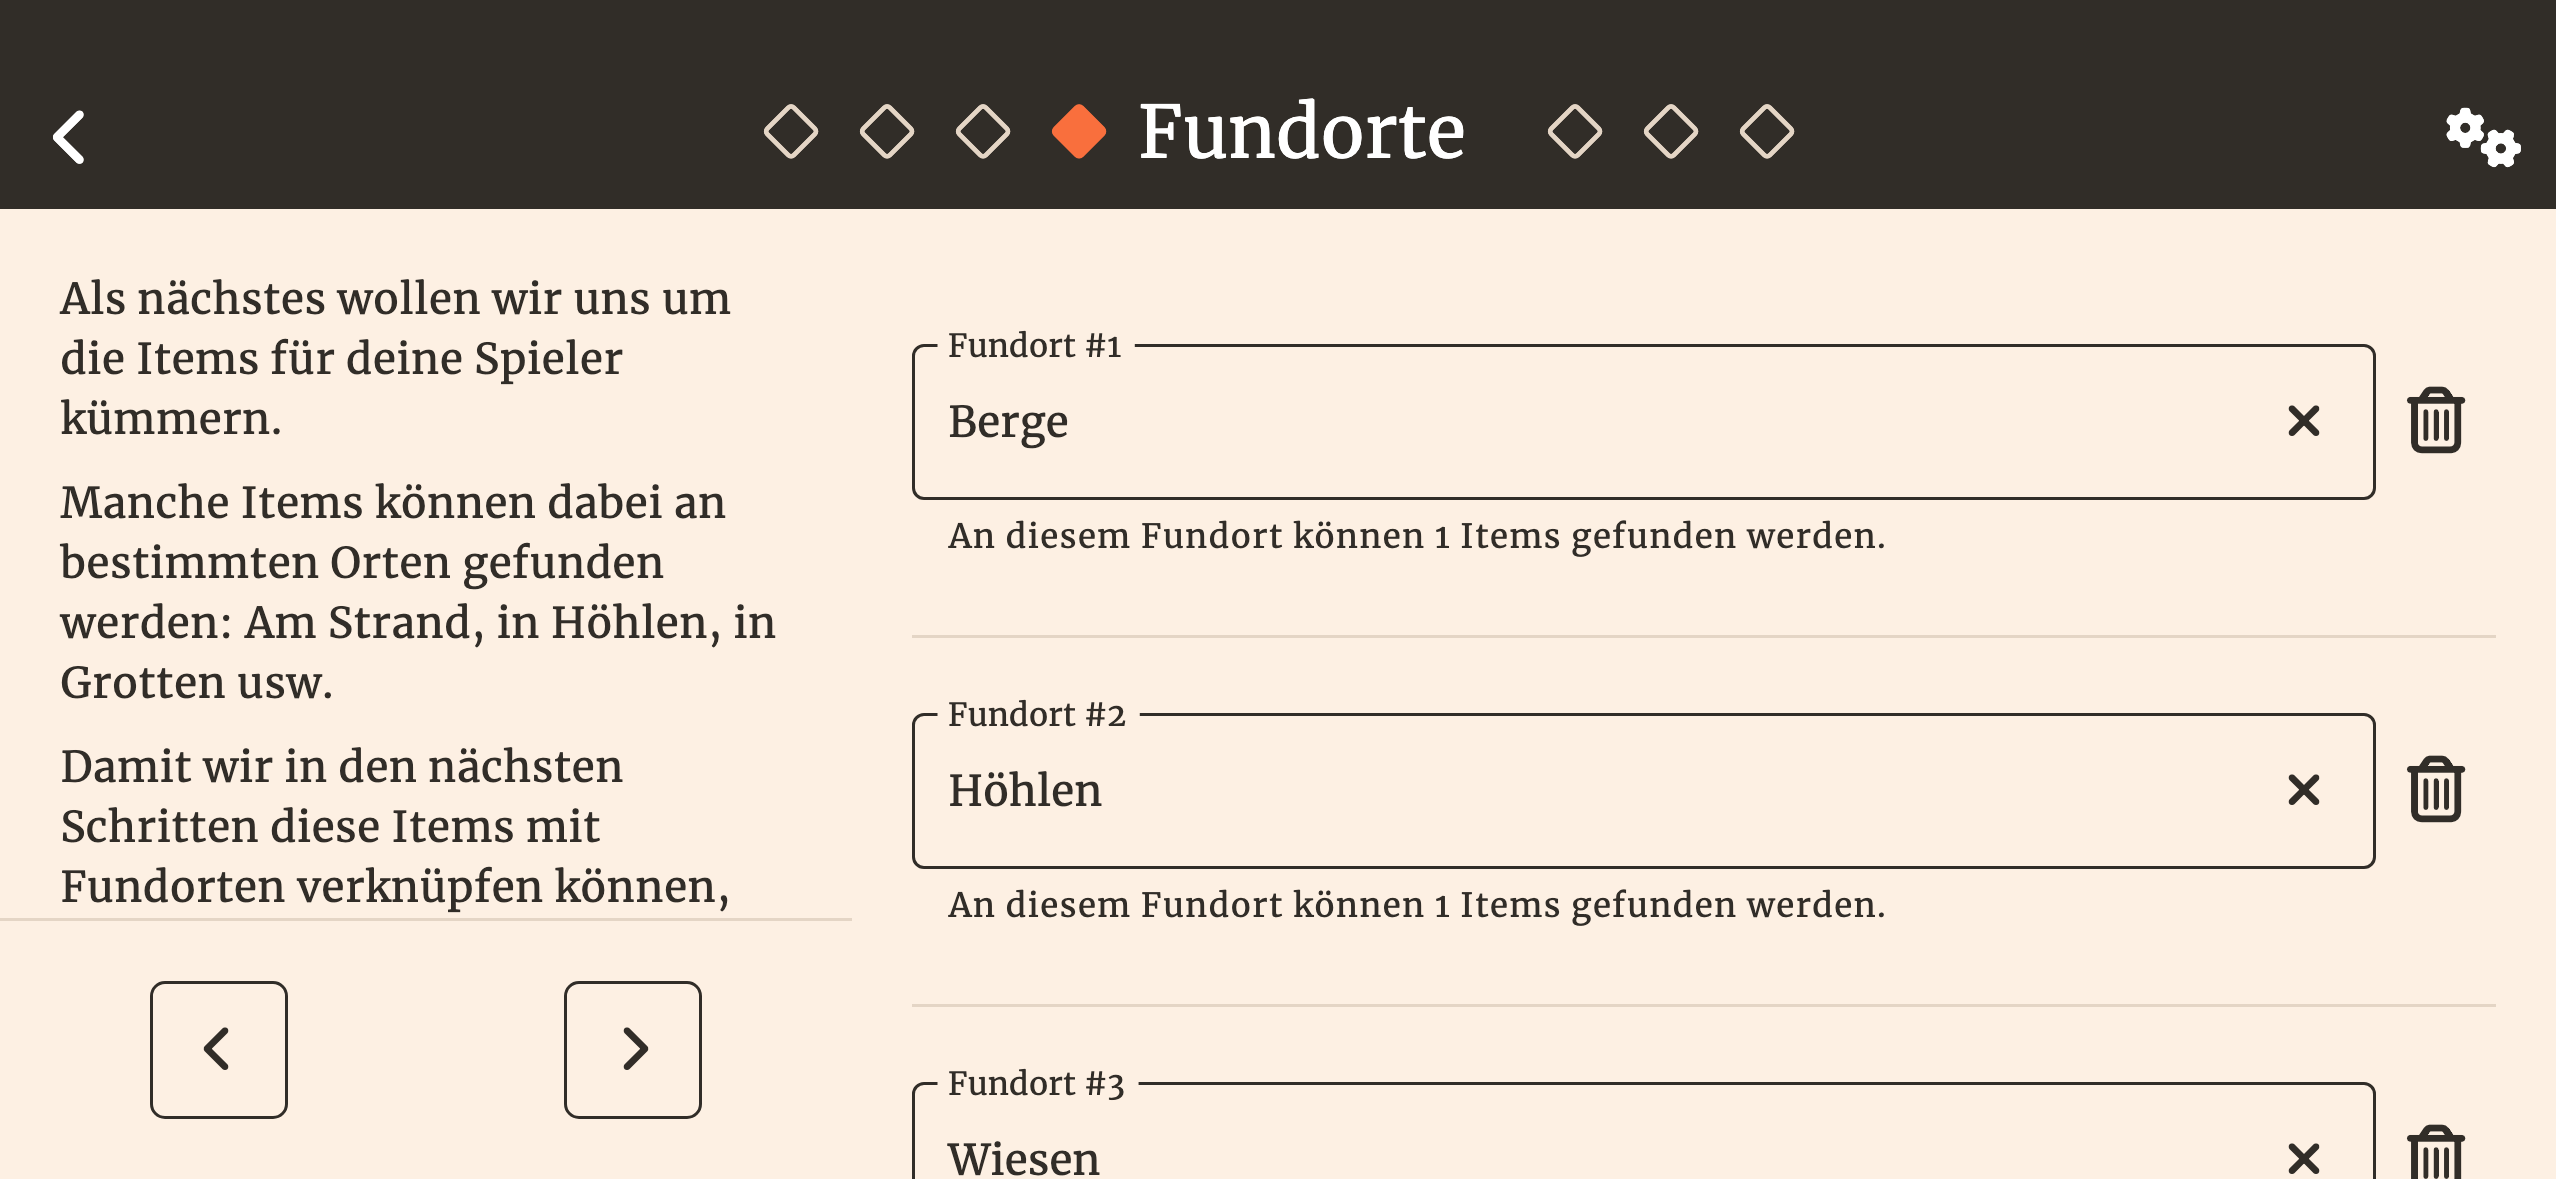 Fundorte
Als nächstes wollen wir uns um
die Items für deine Spieler
kümmern.
Manche Items können dabei an
bestimmten Orten gefunden
werden: Am Strand, in Höhlen, in
Grotten usw.
Damit wir in den nächsten
Schritten diese Items mit
Fundorten verknüpfen können,
Fundort #1
Berge
An diesem Fundort können 1 Items gefunden werden.
Fundort #2
Höhlen
An diesem Fundort können 1 Items gefunden werden.
Fundort #3
Wiesen